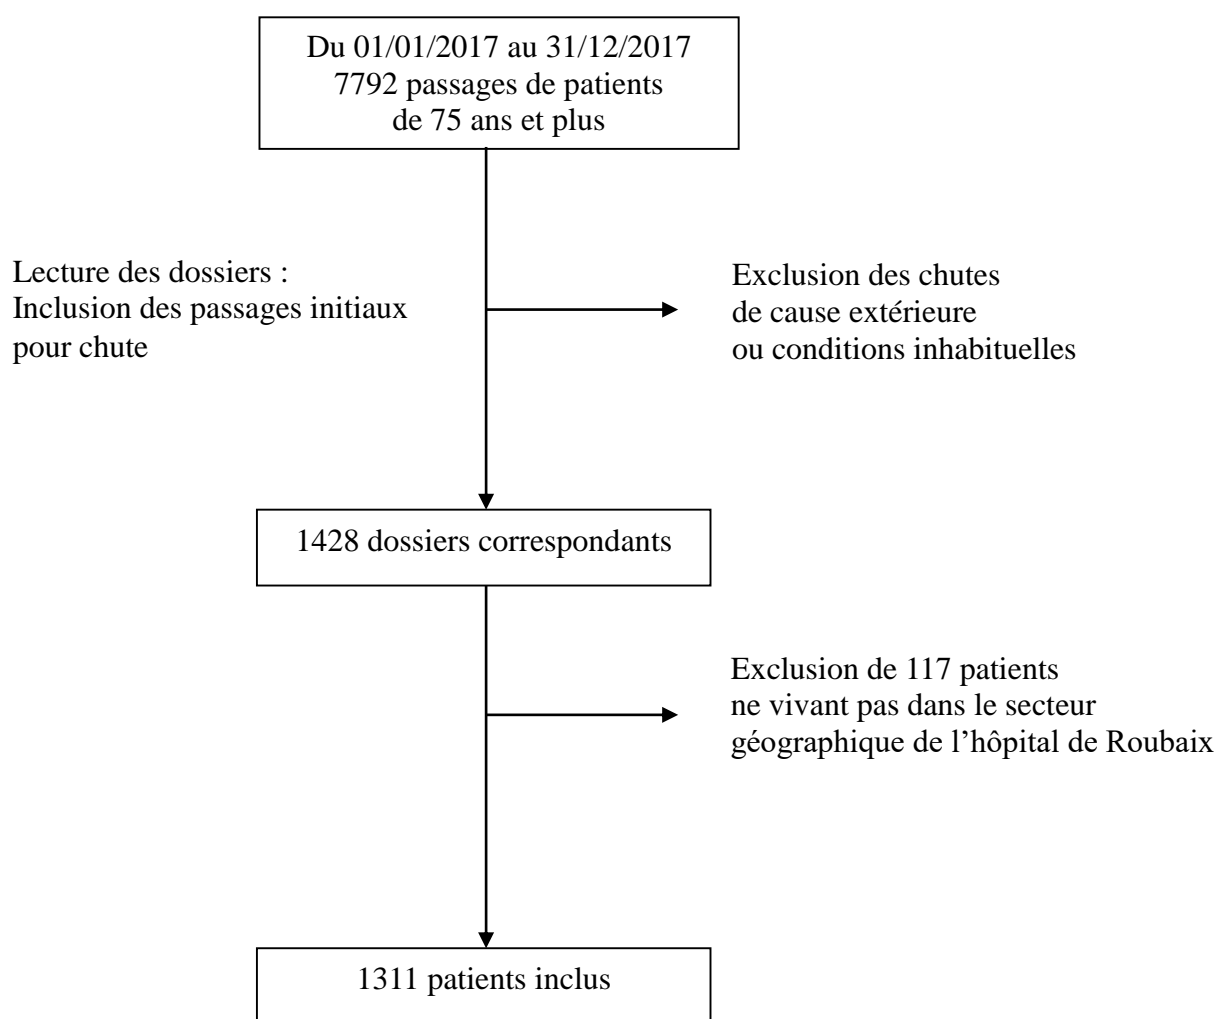 Du 01/01/2017 au 31/12/2017
7792 passages de patients
de 75 ans et plus
Lecture des dossiers :
Inclusion des passages initiaux
pour chute
Exclusion des chutes
de cause extérieure
ou conditions inhabituelles
1428 dossiers correspondants
Exclusion de 117 patients
ne vivant pas dans le secteur
géographique de l’hôpital de Roubaix
1311 patients inclus